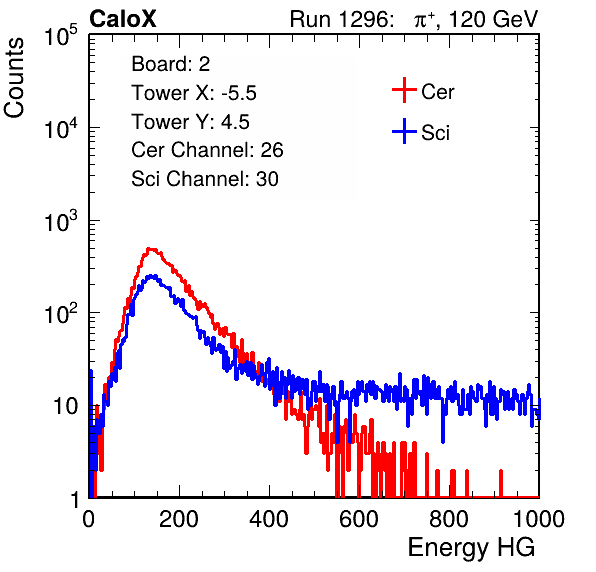 CaloX Run 1296: π⁺, 120 GeV
Counts
Board: 2
Tower X: -5.5
Tower Y: 4.5
Cer Channel: 26
Sci Channel: 30
Cer
Sci
10⁵
10⁴
10³
10²
10
1
0 200 400 600 800 1000
Energy HG